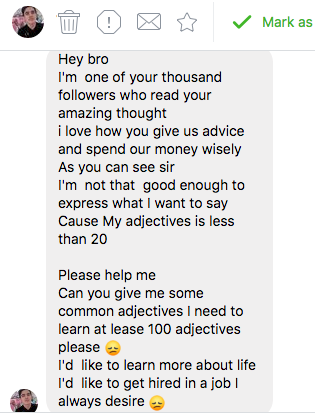 Mark as
Hey bro
I'm one of your thousand
followers who read your
amazing thought
i love how you give us advice
and spend our money wisely
As you can see sir
I'm not that good enough to
express what I want to say
Cause My adjectives is less
than 20
Please help me
Can you give me some
common adjectives I need to
learn at lease 100 adjectives
please 😞
I'd like to learn more about life
I'd like to get hired in a job I
always desire 😞